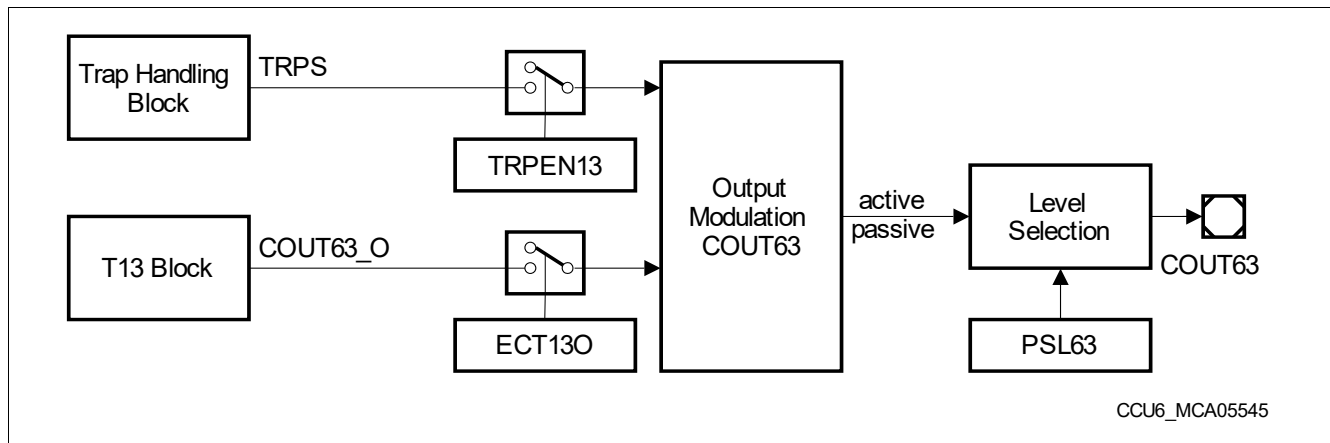 Trap Handling
Block
TRPS
TRPEN13
T13 Block
COUT63_O
ECT13O
Output
Modulation
COUT63
active
passive
Level
Selection
COUT63
PSL63
CCU6_MCA05545